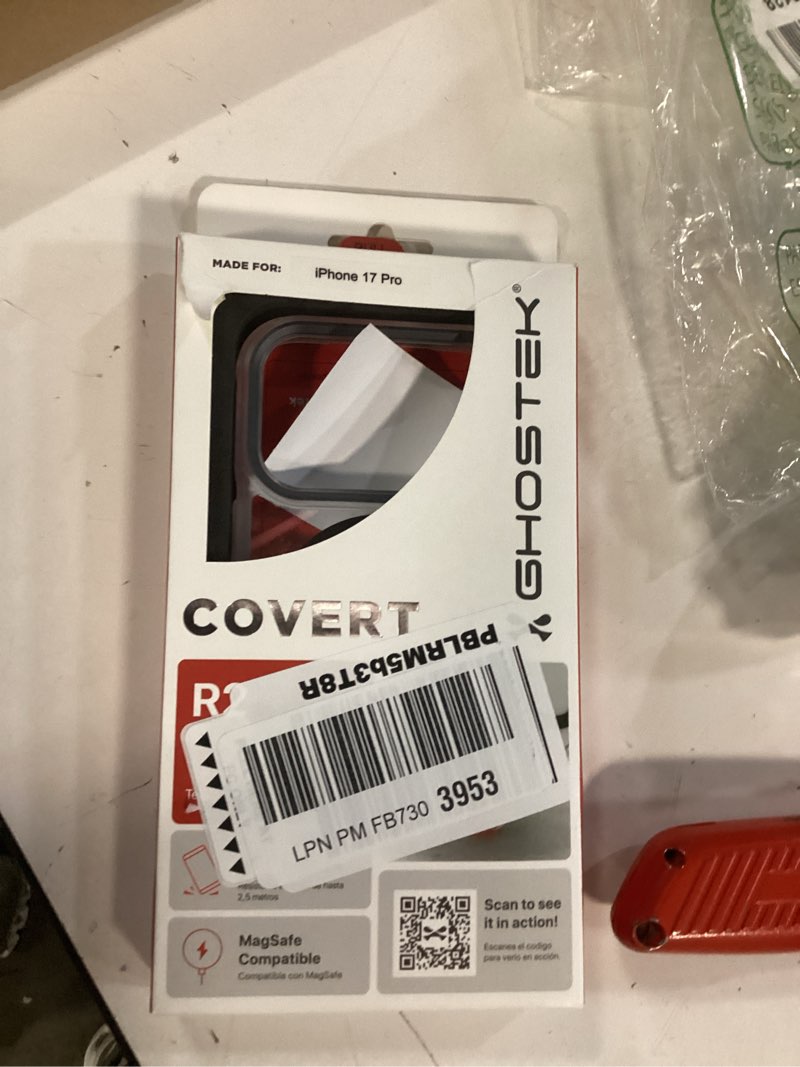 MADE FOR: iPhone 17 Pro
GHOSTEK®
COVERT
PBLRM5b3T8R
LPN PM FB730 3953
2,5 metros
MagSafe
Compatible
Compatible con MagSafe
Scan to see
it in action!
Escanea el código
para verlo en acción.